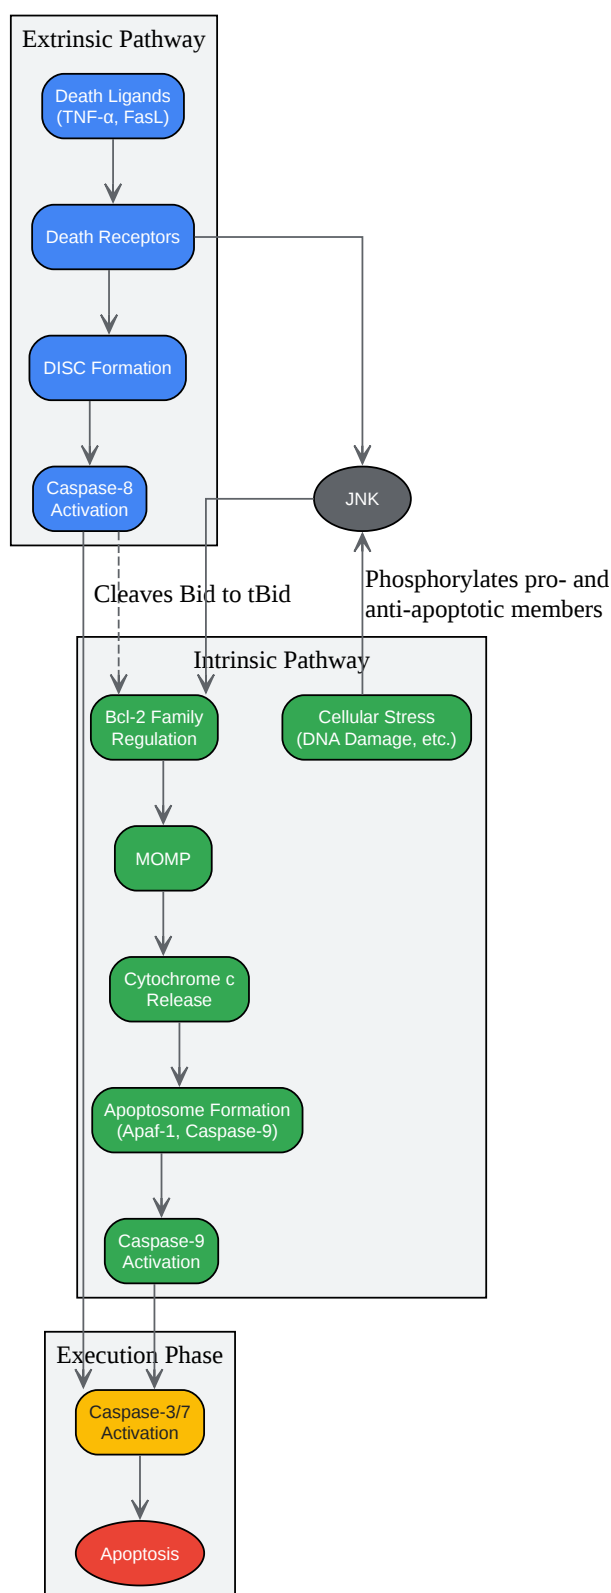 Extrinsic Pathway
Death Ligands
(TNF-α, FasL)
Death Receptors
DISC Formation
Caspase-8
Activation
JNK
Cleaves Bid to tBid
Phosphorylates pro- and
anti-apoptotic members
Intrinsic Pathway
Bcl-2 Family
Regulation
Cellular Stress
(DNA Damage, etc.)
MOMP
Cytochrome c
Release
Apoptosome Formation
(Apaf-1, Caspase-9)
Caspase-9
Activation
Execution Phase
Caspase-3/7
Activation
Apoptosis